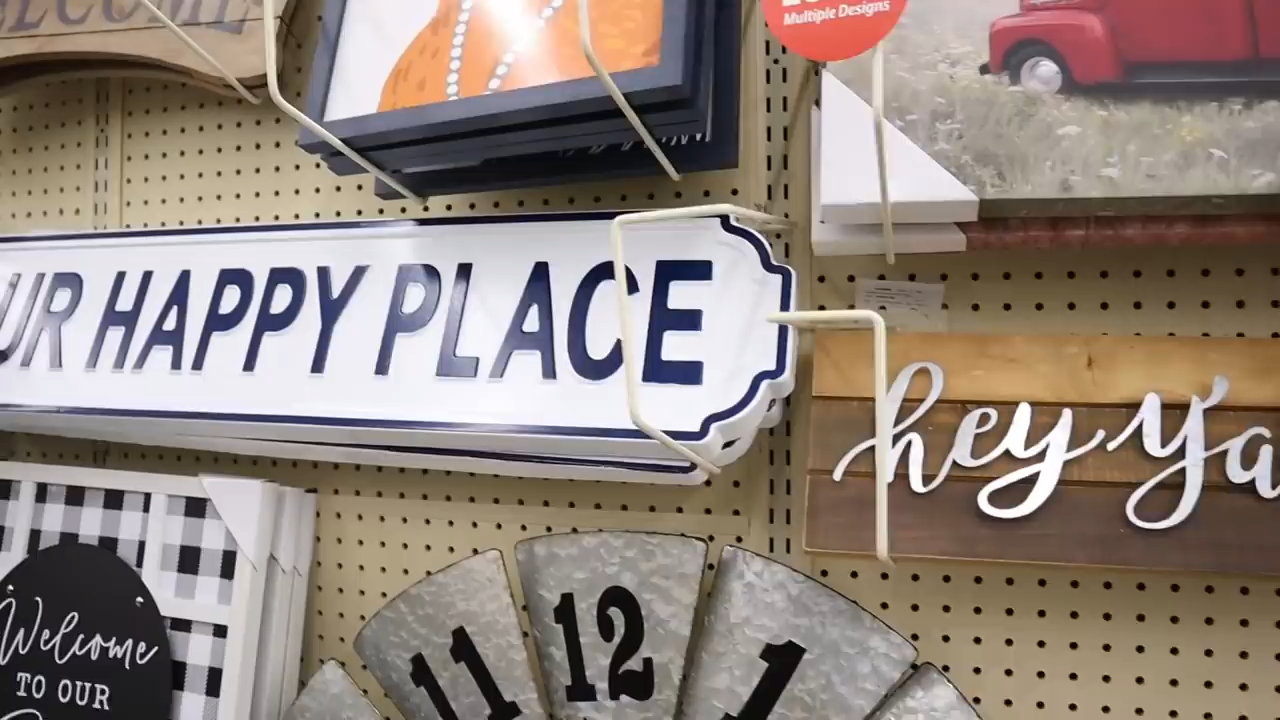 Multiple Designs
UR HAPPY PLACE
hey ya
Welcome
TO OUR
11 12 1